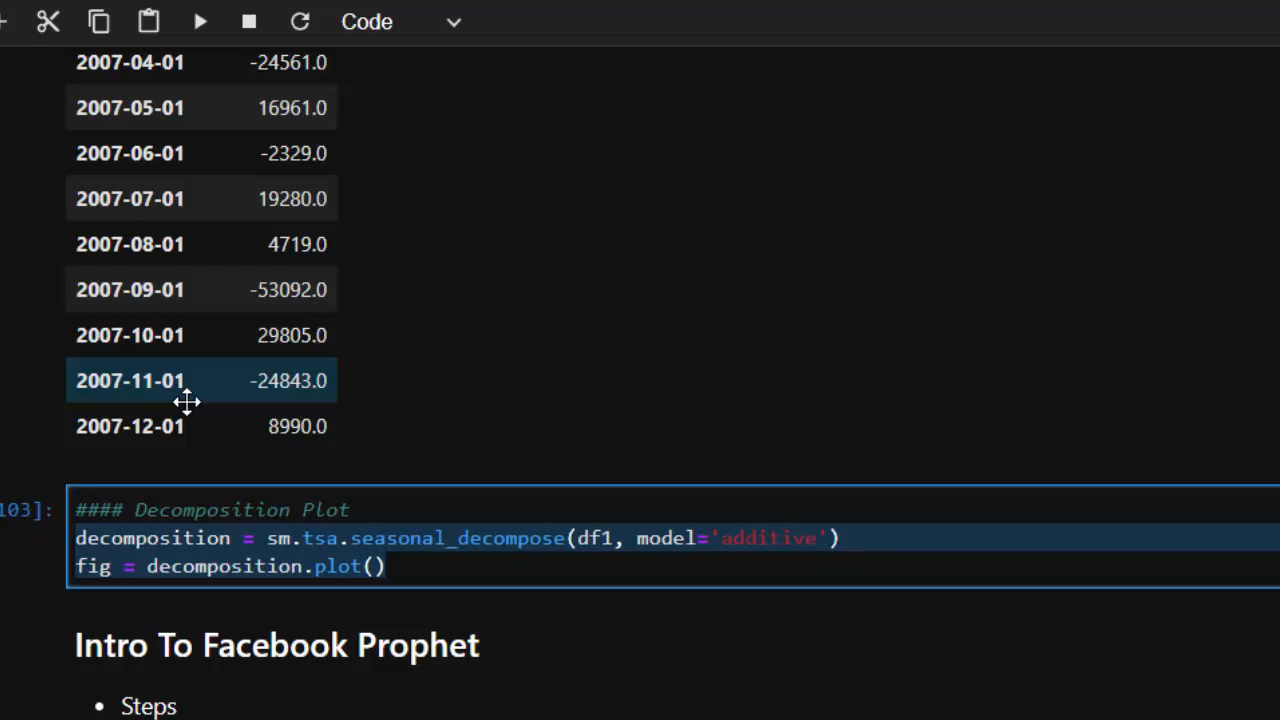 Code
2007-04-01 -24561.0
2007-05-01 16961.0
2007-06-01 -2329.0
2007-07-01 19280.0
2007-08-01 4719.0
2007-09-01 -53092.0
2007-10-01 29805.0
2007-11-01 -24843.0
2007-12-01 8990.0
103]: #### Decomposition Plot
decomposition = sm.tsa.seasonal_decompose(df1, model='additive')
fig = decomposition.plot()
Intro To Facebook Prophet
• Steps